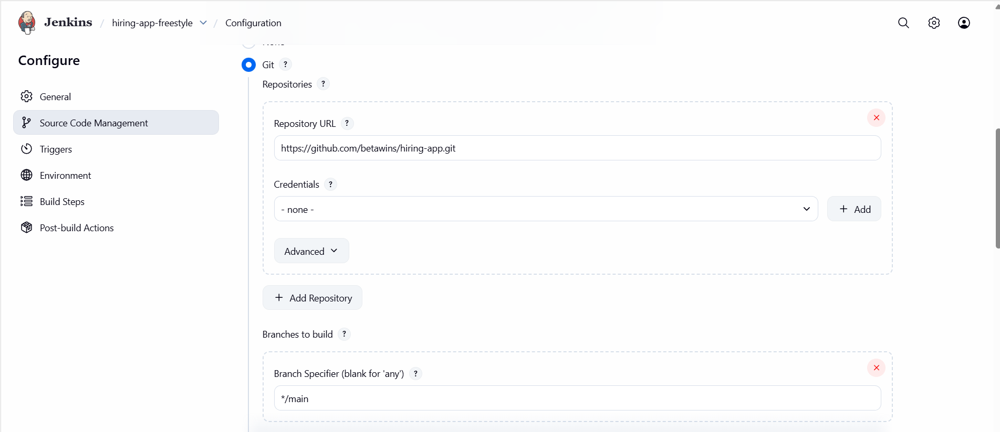 Jenkins / hiring-app-freestyle / Configuration
Configure
General
Source Code Management
Triggers
Environment
Build Steps
Post-build Actions
Git ?
Repositories ?
Repository URL ?
https://github.com/betawins/hiring-app.git
Credentials ?
- none -
+ Add
Advanced
+ Add Repository
Branches to build ?
Branch Specifier (blank for 'any') ?
*/main